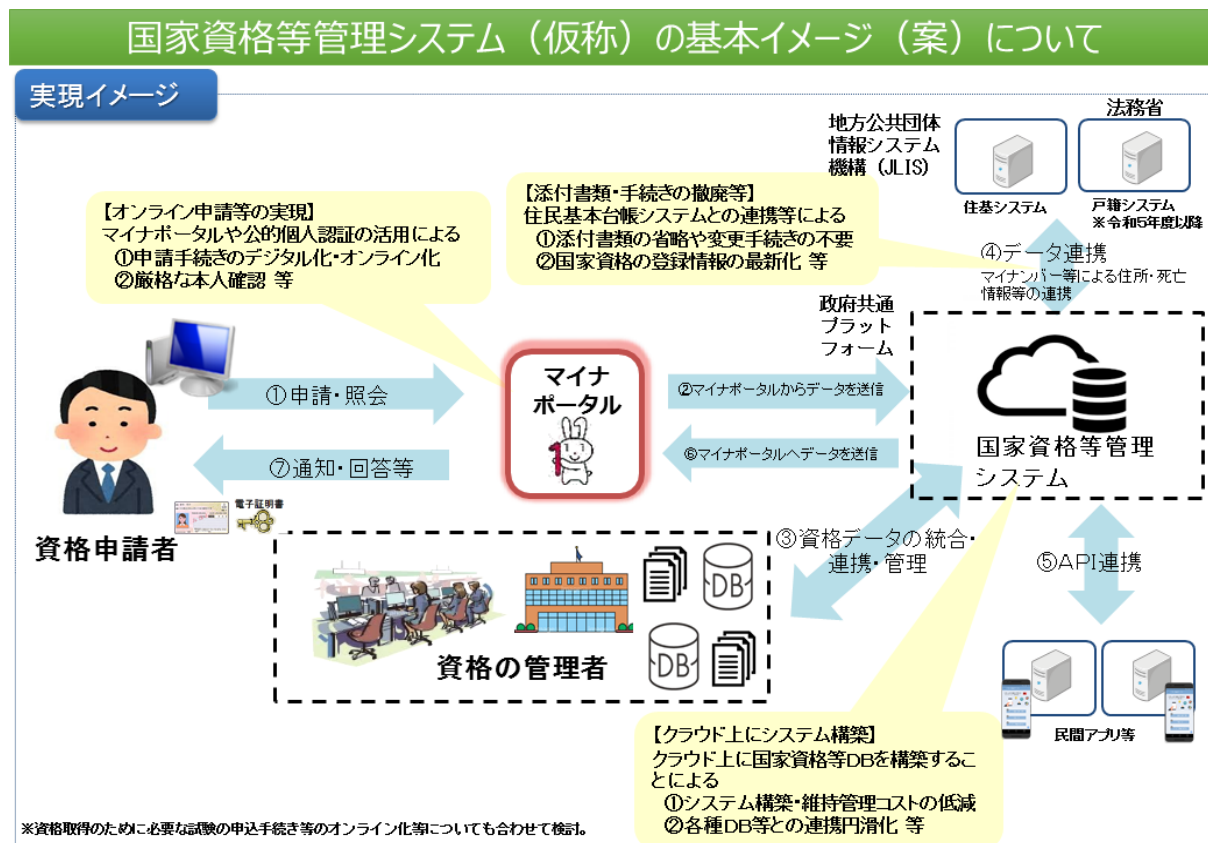 国家資格等管理システム（仮称）の基本イメージ（案）について
実現イメージ
地方公共団体
情報システム
機構（JLIS）
法務省
住基システム
戸籍システム
※令和5年度以降
【オンライン申請等の実現】
マイナポータルや公的個人認証の活用による
①申請手続きのデジタル化・オンライン化
②厳格な本人確認 等
【添付書類・手続きの撤廃等】
住民基本台帳システムとの連携等による
①添付書類の省略や変更手続きの不要
②国家資格の登録情報の最新化 等
④データ連携
マイナンバー等による住所・死亡
情報等の連携
政府共通
プラット
フォーム
①申請・照会
マイナ
ポータル
②マイナポータルからデータを送信
国家資格等管理
システム
⑦通知・回答等
⑥マイナポータルへデータを送信
電子証明書
資格申請者
③資格データの統合・
連携・管理
⑤API連携
DB
DB
資格の管理者
民間アプリ等
【クラウド上にシステム構築】
クラウド上に国家資格等DBを構築するこ
とによる
①システム構築・維持管理コストの低減
②各種DB等との連携円滑化 等
※資格取得のために必要な試験の申込手続き等のオンライン化等についても合わせて検討。